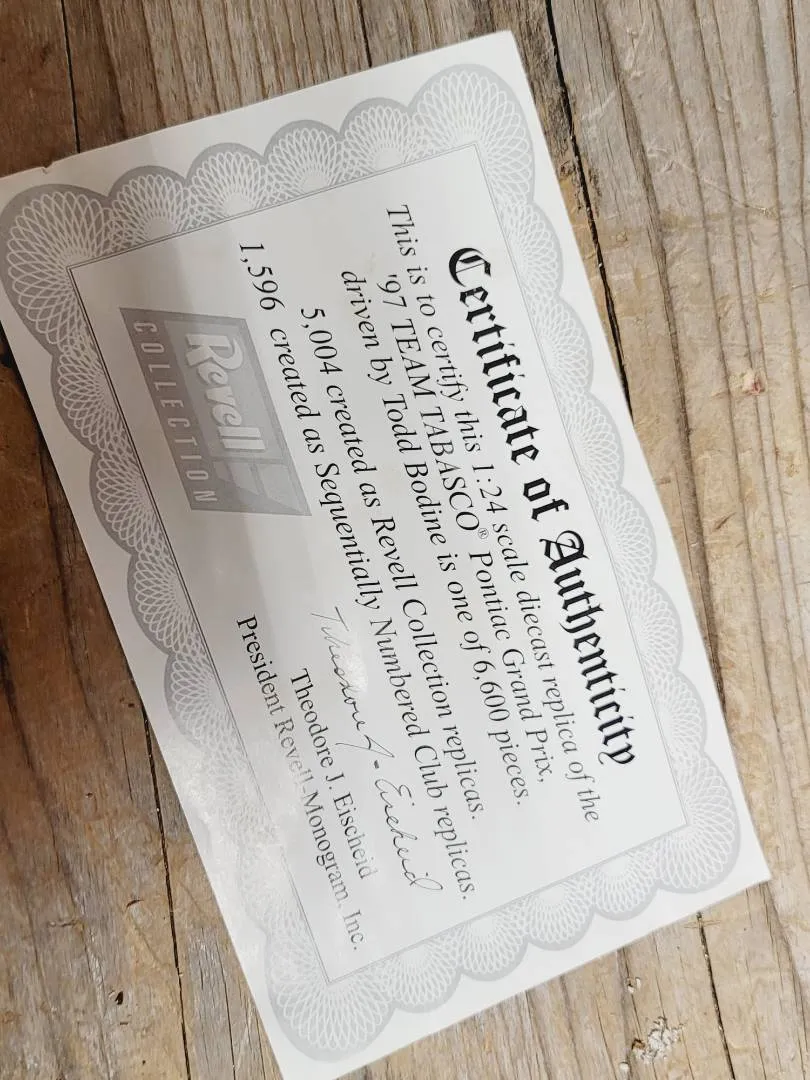 Certificate of Authenticity
This is to certify this 1:24 scale diecast replica of the
'97 TEAM TABASCO® Pontiac Grand Prix,
driven by Todd Bodine is one of 6,600 pieces.
5,004 created as Revell Collection replicas.
1,596 created as Sequentially Numbered Club replicas.
Revell
COLLECTION
Theodore J. Eischeid
Theodore J. Eischeid
President Revell-Monogram, Inc.